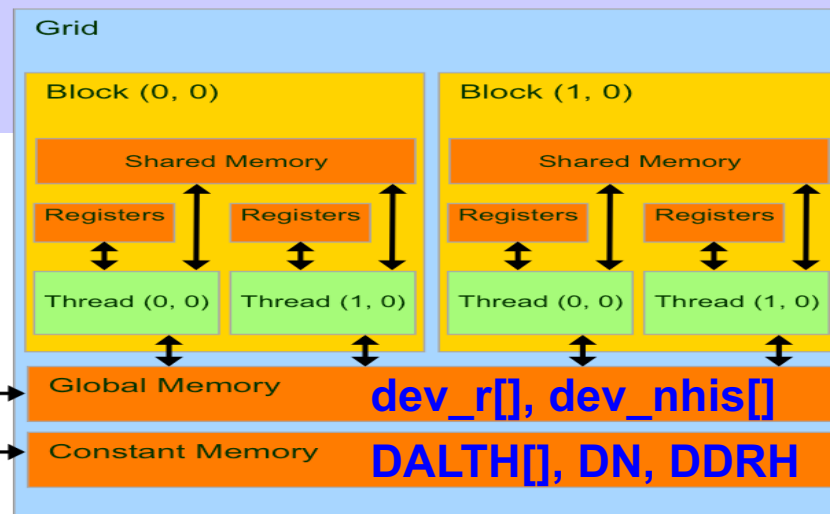 Grid
Block (0, 0)
Block (1, 0)
Shared Memory
Shared Memory
Registers
Registers
Registers
Registers
Thread (0, 0)
Thread (1, 0)
Thread (0, 0)
Thread (1, 0)
Global Memory
dev_r[], dev_nhis[]
Constant Memory
DALTH[], DN, DDRH